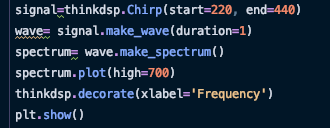 signal=thinkdsp.Chirp(start=220, end=440)
wave= signal.make_wave(duration=1)
spectrum= wave.make_spectrum()
spectrum.plot(high=700)
thinkdsp.decorate(xlabel='Frequency')
plt.show()